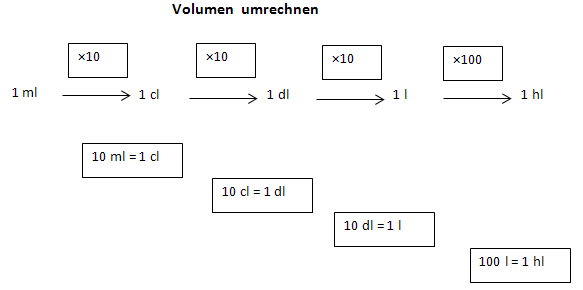 Volumen umrechnen
×10 ×10 ×10 ×100
1 ml 1 cl 1 dl 1 l 1 hl
10 ml = 1 cl
10 cl = 1 dl
10 dl = 1 l
100 l = 1 hl